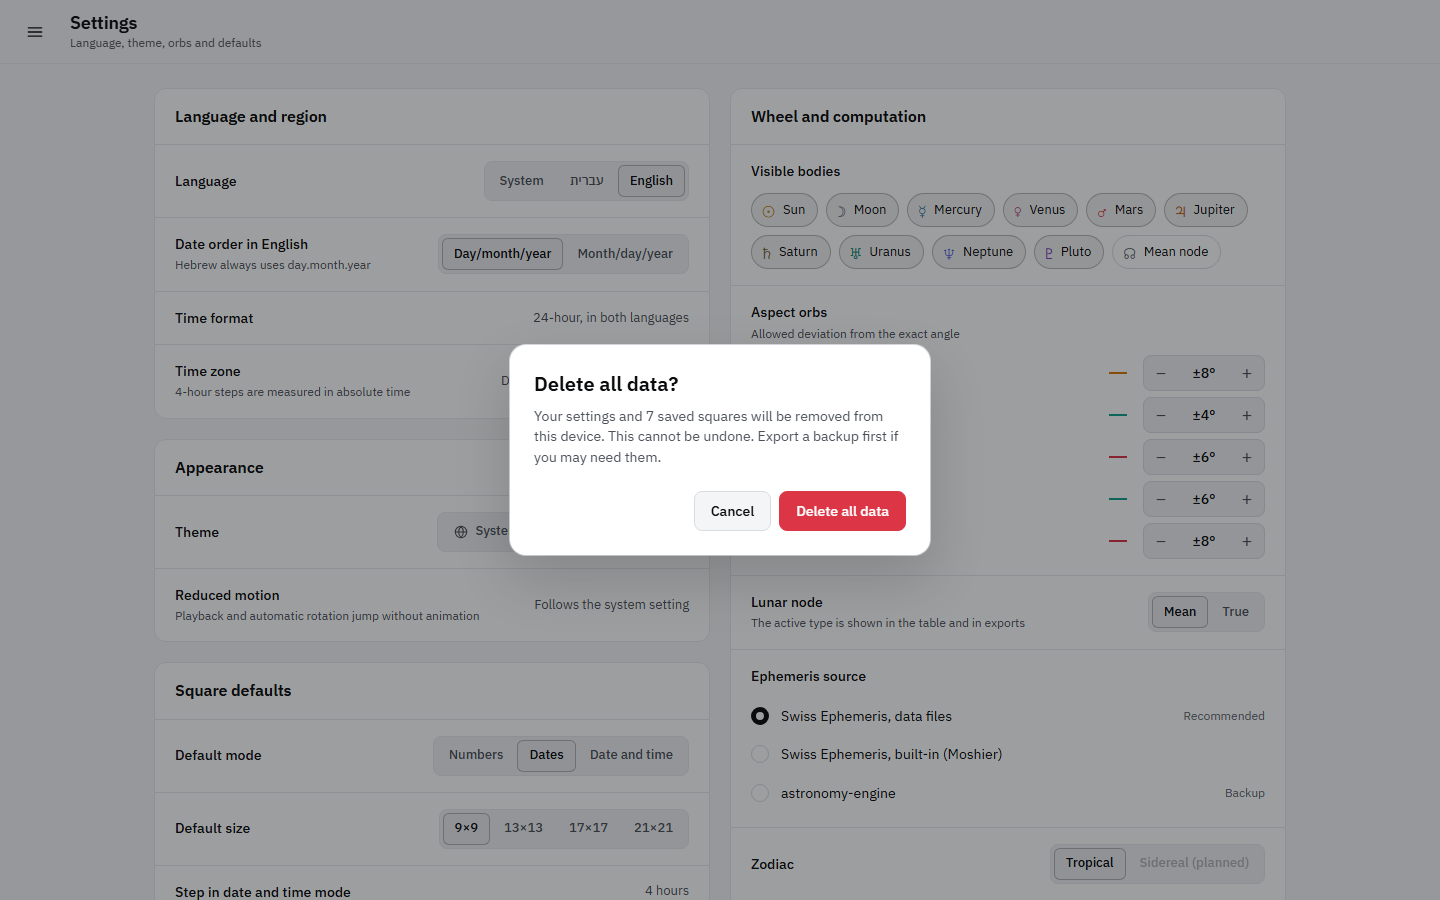 Settings
Language, theme, orbs and defaults
Language and region
Language
System עברית English
Date order in English
Hebrew always uses day.month.year
Day/month/year Month/day/year
Time format
24-hour, in both languages
Time zone
4-hour steps are measured in absolute time
Appearance
Theme
Reduced motion
Playback and automatic rotation jump without animation
Follows the system setting
Square defaults
Default mode
Numbers Dates Date and time
Default size
9×9 13×13 17×17 21×21
Step in date and time mode
4 hours
Wheel and computation
Visible bodies
☉ Sun ☽ Moon ☿ Mercury ♀ Venus ♂ Mars ♃ Jupiter
♄ Saturn ♅ Uranus ♆ Neptune ♇ Pluto ☊ Mean node
Aspect orbs
Allowed deviation from the exact angle
− ±8° +
− ±4° +
− ±6° +
− ±6° +
− ±8° +
Lunar node
The active type is shown in the table and in exports
Mean True
Ephemeris source
Swiss Ephemeris, data files Recommended
Swiss Ephemeris, built-in (Moshier)
astronomy-engine Backup
Zodiac
Tropical Sidereal (planned)
Delete all data?
Your settings and 7 saved squares will be removed from
this device. This cannot be undone. Export a backup first if
you may need them.
Cancel Delete all data